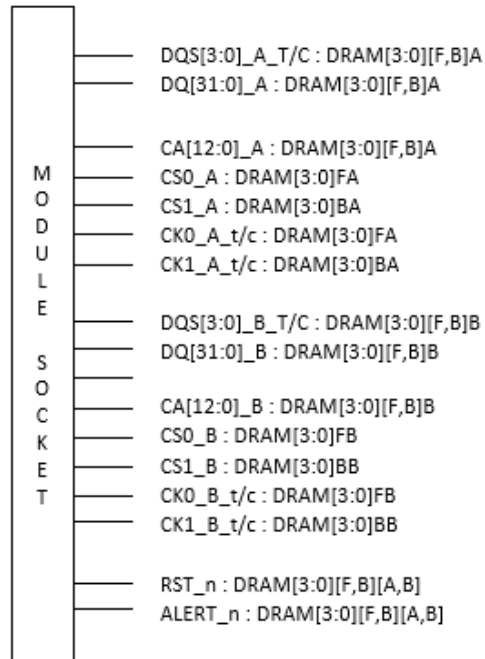 DQS[3:0]_A_T/C : DRAM[3:0][F,B]A
DQ[31:0]_A : DRAM[3:0][F,B]A
CA[12:0]_A : DRAM[3:0][F,B]A
CS0_A : DRAM[3:0]FA
CS1_A : DRAM[3:0]BA
CK0_A_t/c : DRAM[3:0]FA
CK1_A_t/c : DRAM[3:0]BA
DQS[3:0]_B_T/C : DRAM[3:0][F,B]B
DQ[31:0]_B : DRAM[3:0][F,B]B
CA[12:0]_B : DRAM[3:0][F,B]B
CS0_B : DRAM[3:0]FB
CS1_B : DRAM[3:0]BB
CK0_B_t/c : DRAM[3:0]FB
CK1_B_t/c : DRAM[3:0]BB
RST_n : DRAM[3:0][F,B][A,B]
ALERT_n : DRAM[3:0][F,B][A,B]
MODULE SOCKET